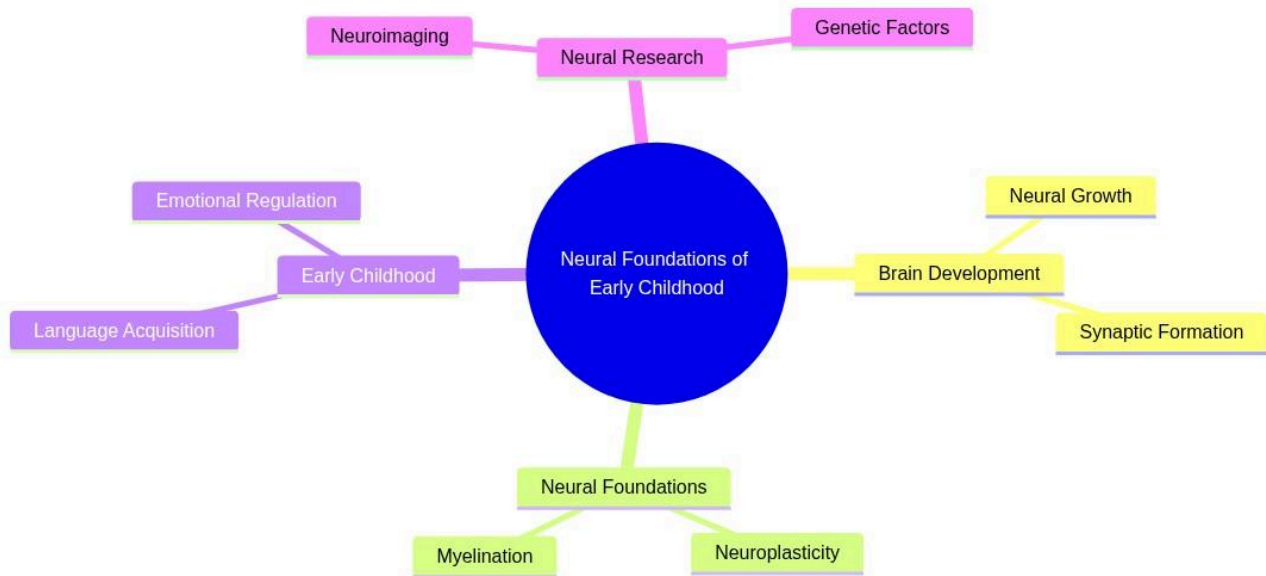 Neuroimaging
Neural Research
Genetic Factors
Emotional Regulation
Early Childhood
Language Acquisition
Neural Foundations of
Early Childhood
Neural Growth
Brain Development
Synaptic Formation
Neural Foundations
Myelination
Neuroplasticity